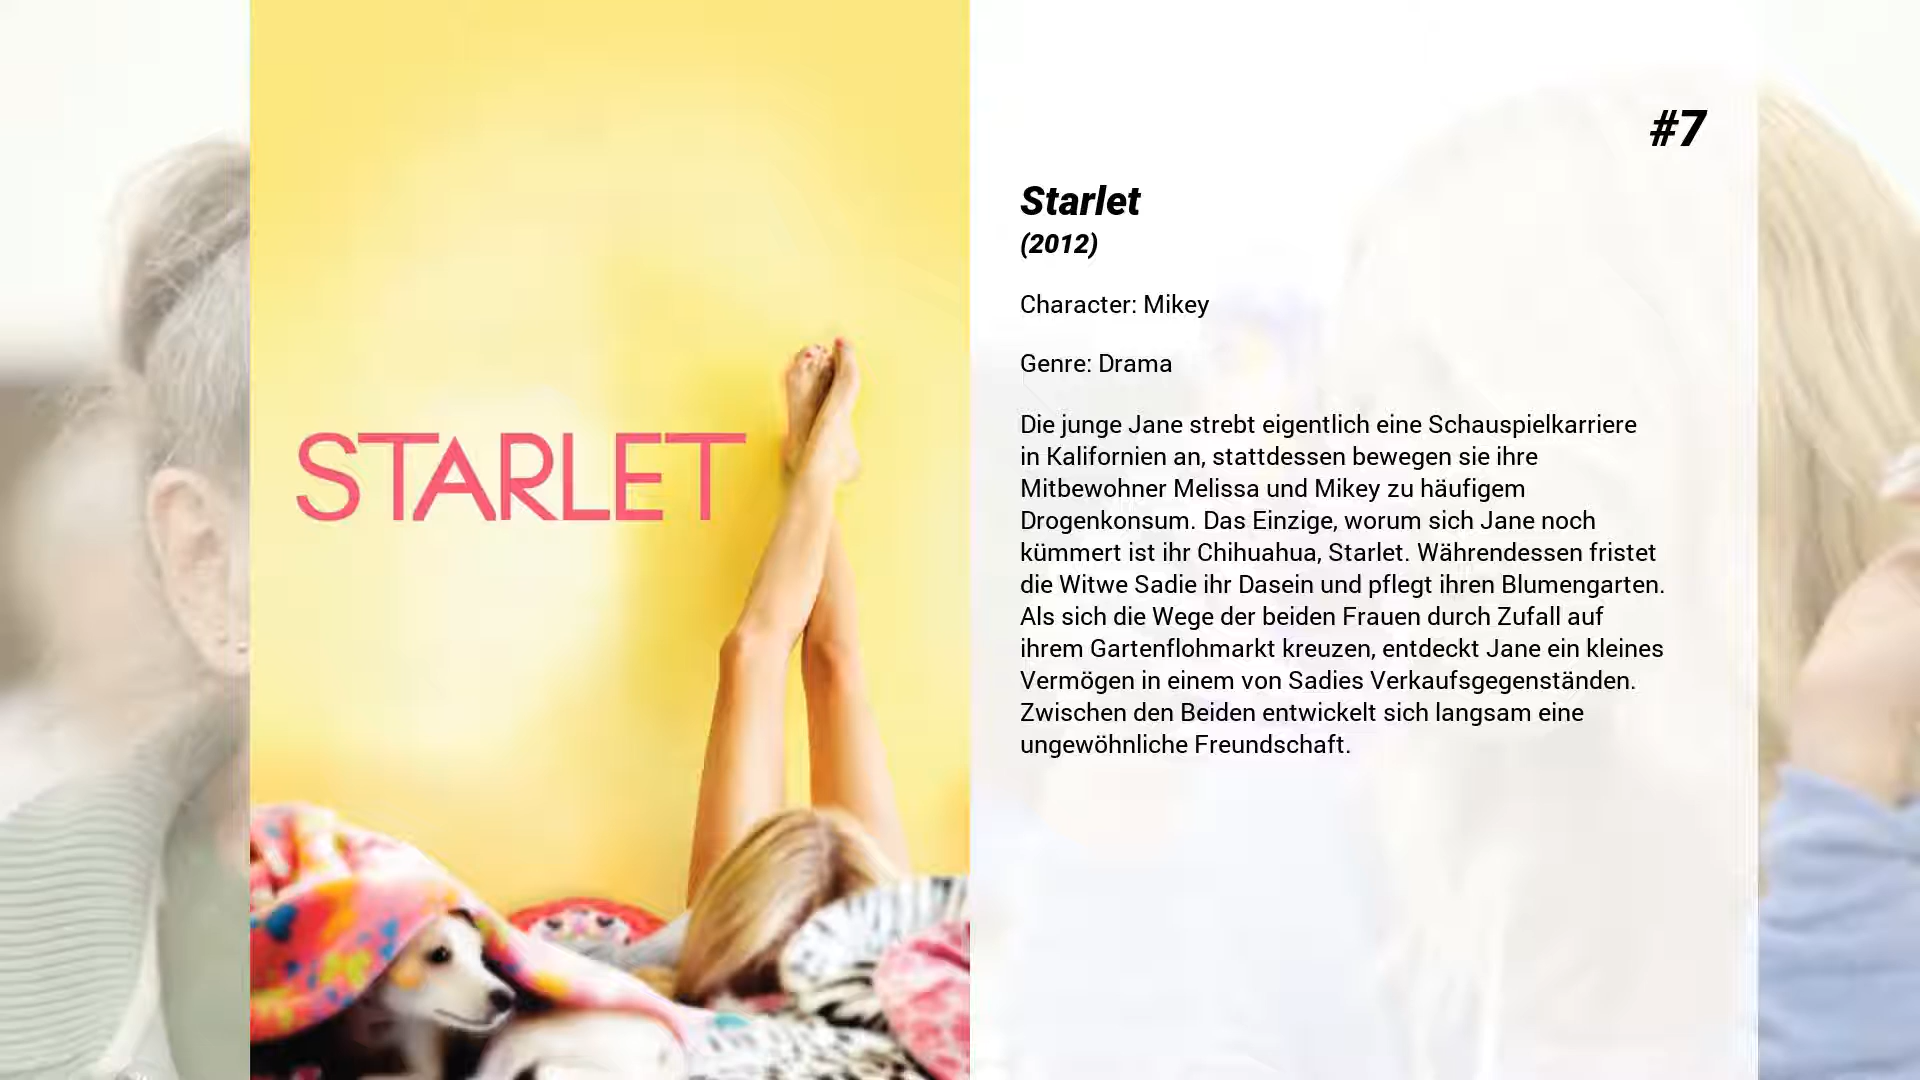 STARLET
#7
Starlet
(2012)
Character: Mikey
Genre: Drama
Die junge Jane strebt eigentlich eine Schauspielkarriere
in Kalifornien an, stattdessen bewegen sie ihre
Mitbewohner Melissa und Mikey zu häufigem
Drogenkonsum. Das Einzige, worum sich Jane noch
kümmert ist ihr Chihuahua, Starlet. Währendessen fristet
die Witwe Sadie ihr Dasein und pflegt ihren Blumengarten.
Als sich die Wege der beiden Frauen durch Zufall auf
ihrem Gartenflohmarkt kreuzen, entdeckt Jane ein kleines
Vermögen in einem von Sadies Verkaufsgegenständen.
Zwischen den Beiden entwickelt sich langsam eine
ungewöhnliche Freundschaft.